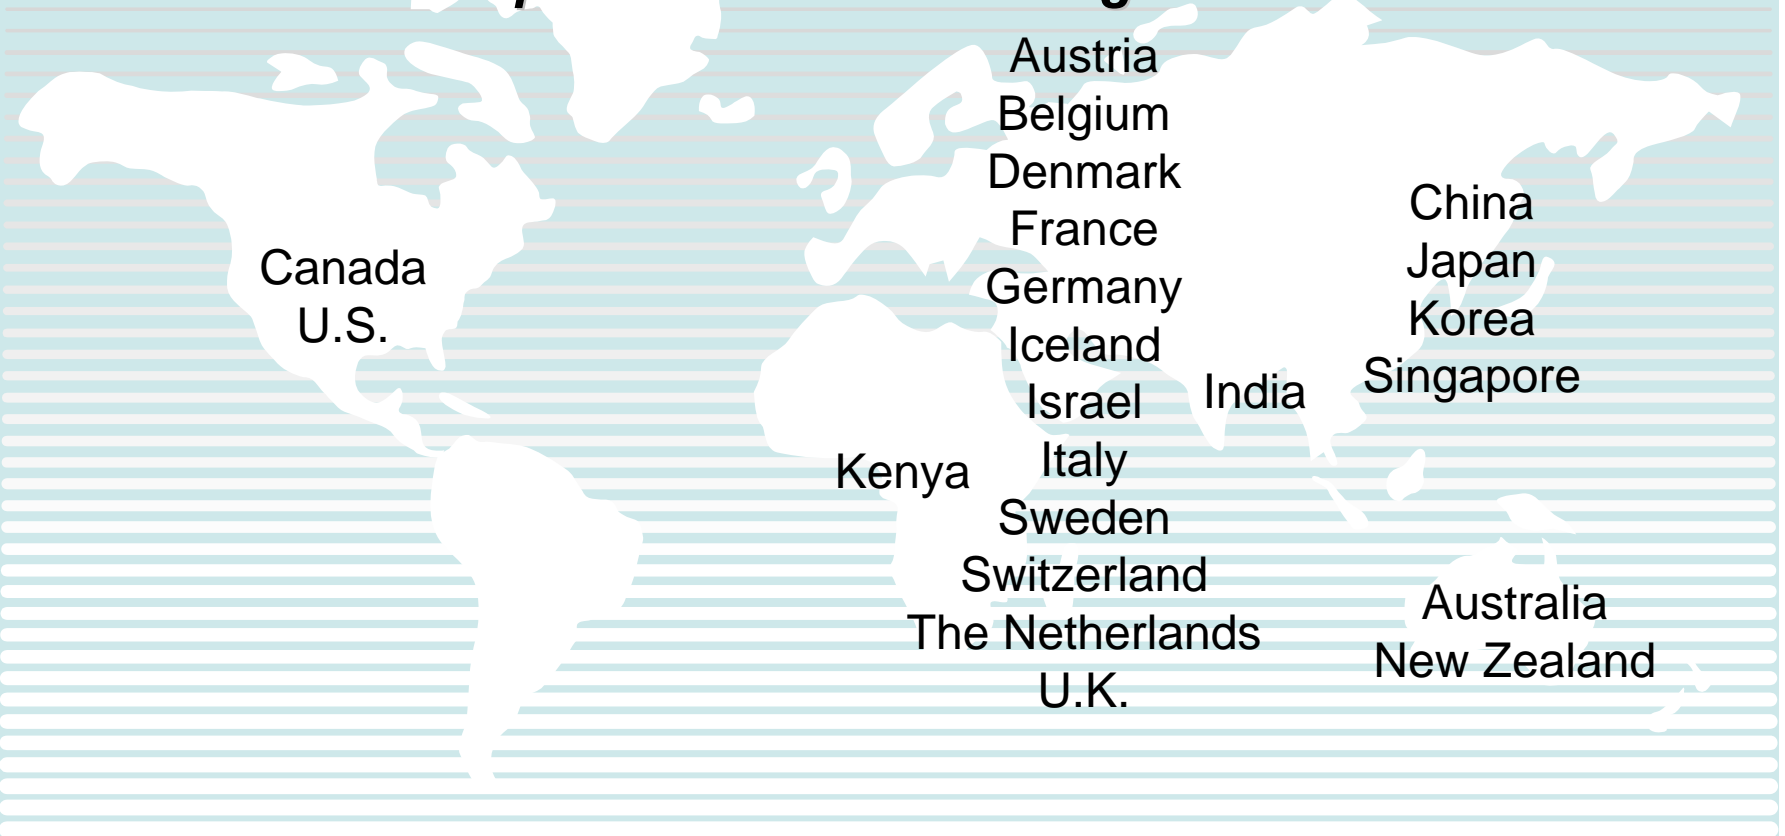 Canada
U.S.
Austria
Belgium
Denmark
France
Germany
Iceland
Israel
Italy
Sweden
Switzerland
The Netherlands
U.K.
Kenya
India
China
Japan
Korea
Singapore
Australia
New Zealand